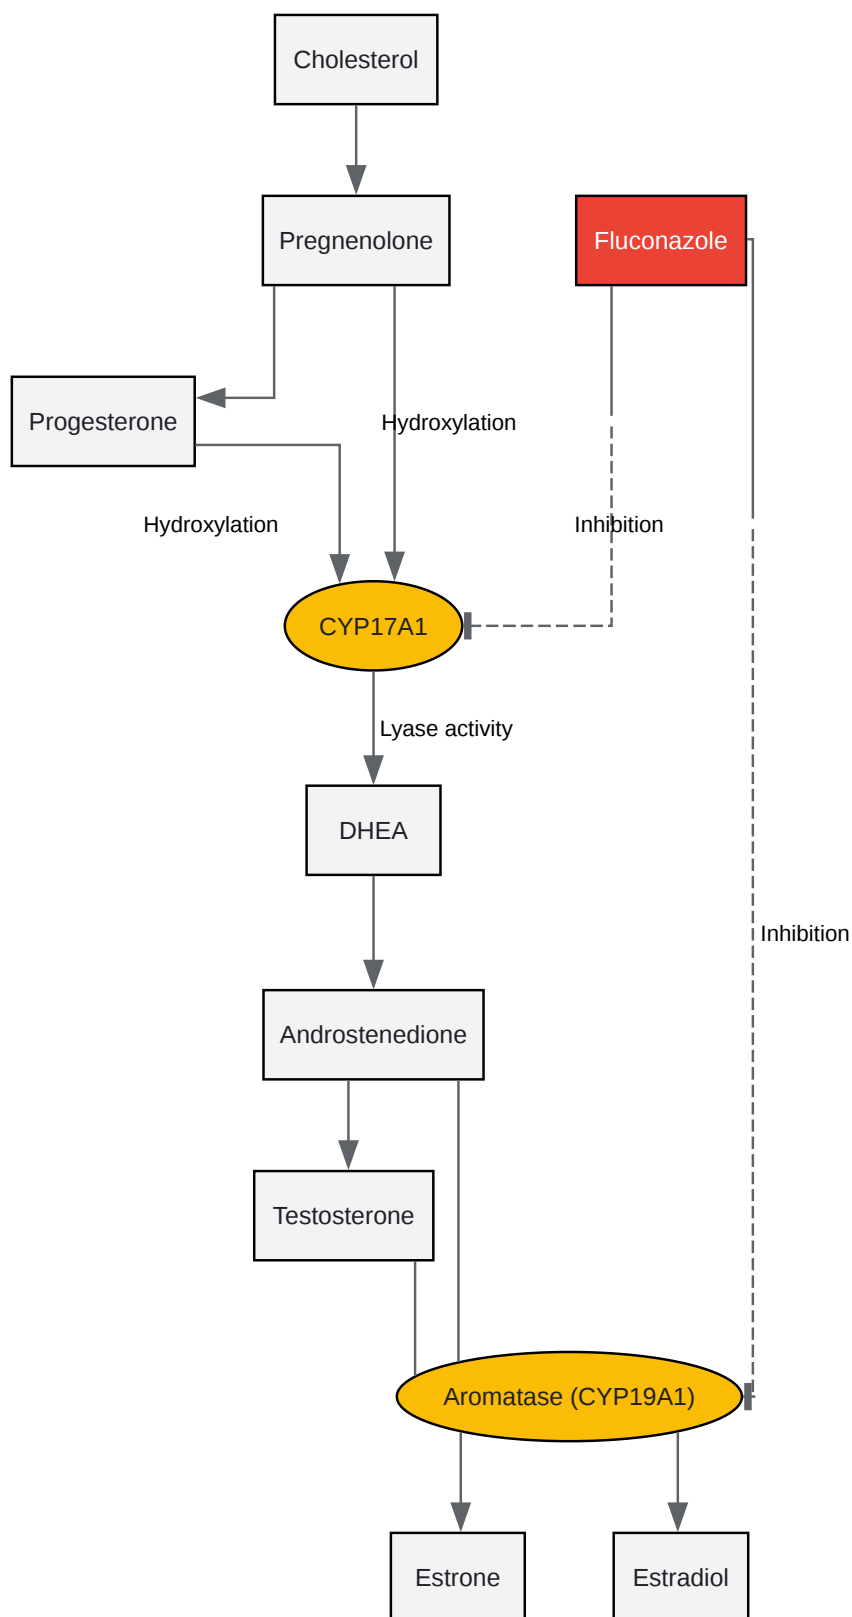 Cholesterol
Pregnenolone
Fluconazole
Progesterone
Hydroxylation
Hydroxylation
Inhibition
CYP17A1
Lyase activity
DHEA
Inhibition
Androstenedione
Testosterone
Aromatase (CYP19A1)
Estrone
Estradiol